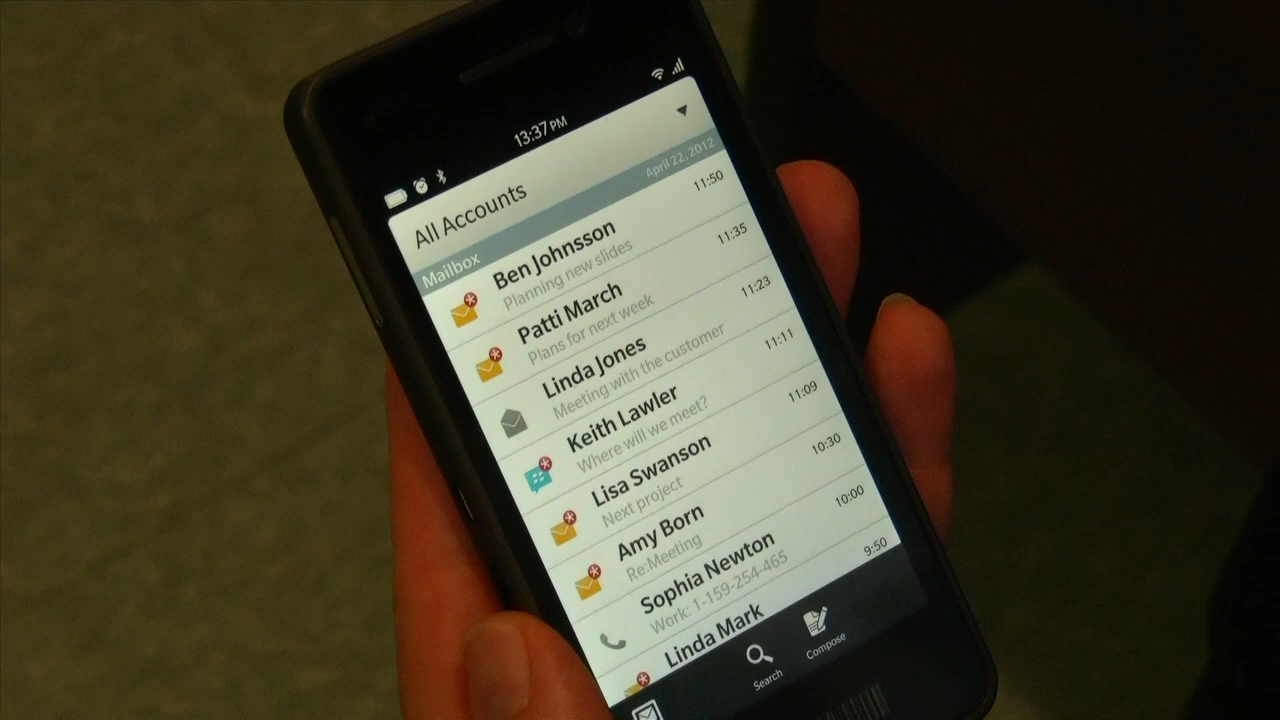 13:37PM
All Accounts
Mailbox April 22, 2012
Ben Johnsson 11:50
Planning new slides
Patti March 11:35
Plans for next week
Linda Jones 11:23
Meeting with the customer
Keith Lawler 11:11
Where will we meet?
Lisa Swanson 11:09
Next project
Amy Born 10:30
Re:Meeting
Sophia Newton 10:00
Work: 1-159-254-465
Linda Mark 9:50
Search
Compose